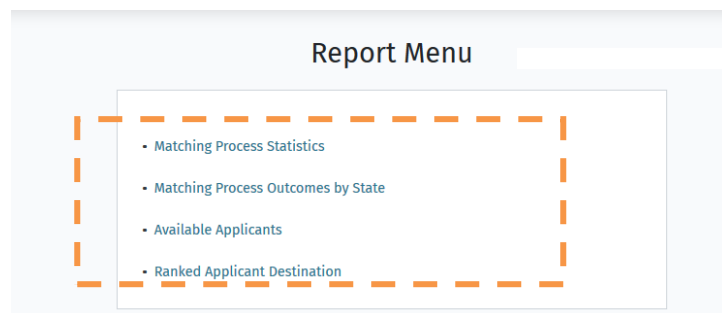 Report Menu
• Matching Process Statistics
• Matching Process Outcomes by State
• Available Applicants
• Ranked Applicant Destination